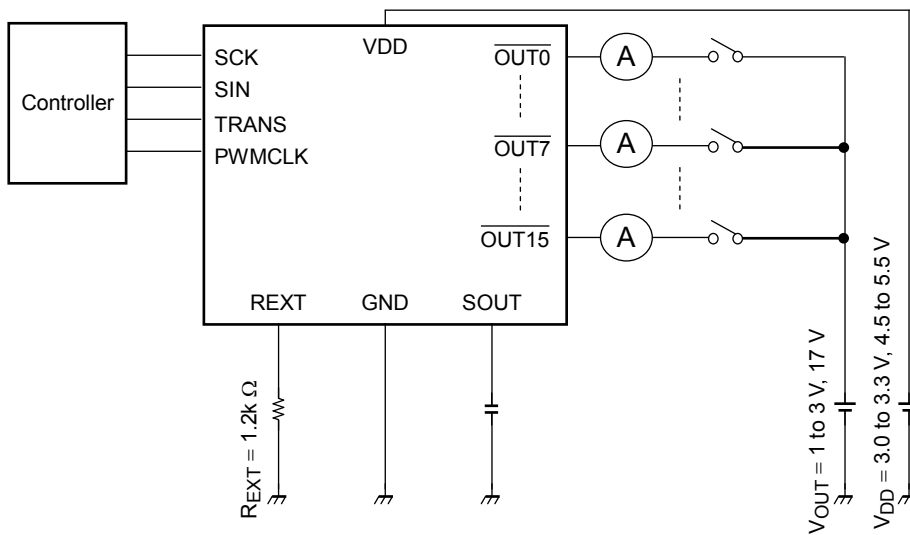 Controller
SCK
SIN
TRANS
PWMCLK
VDD
OUT0
OUT7
OUT15
A
A
A
REXT
GND
SOUT
REXT = 1.2k Ω
VOUT = 1 to 3 V, 17 V
VDD = 3.0 to 3.3 V, 4.5 to 5.5 V